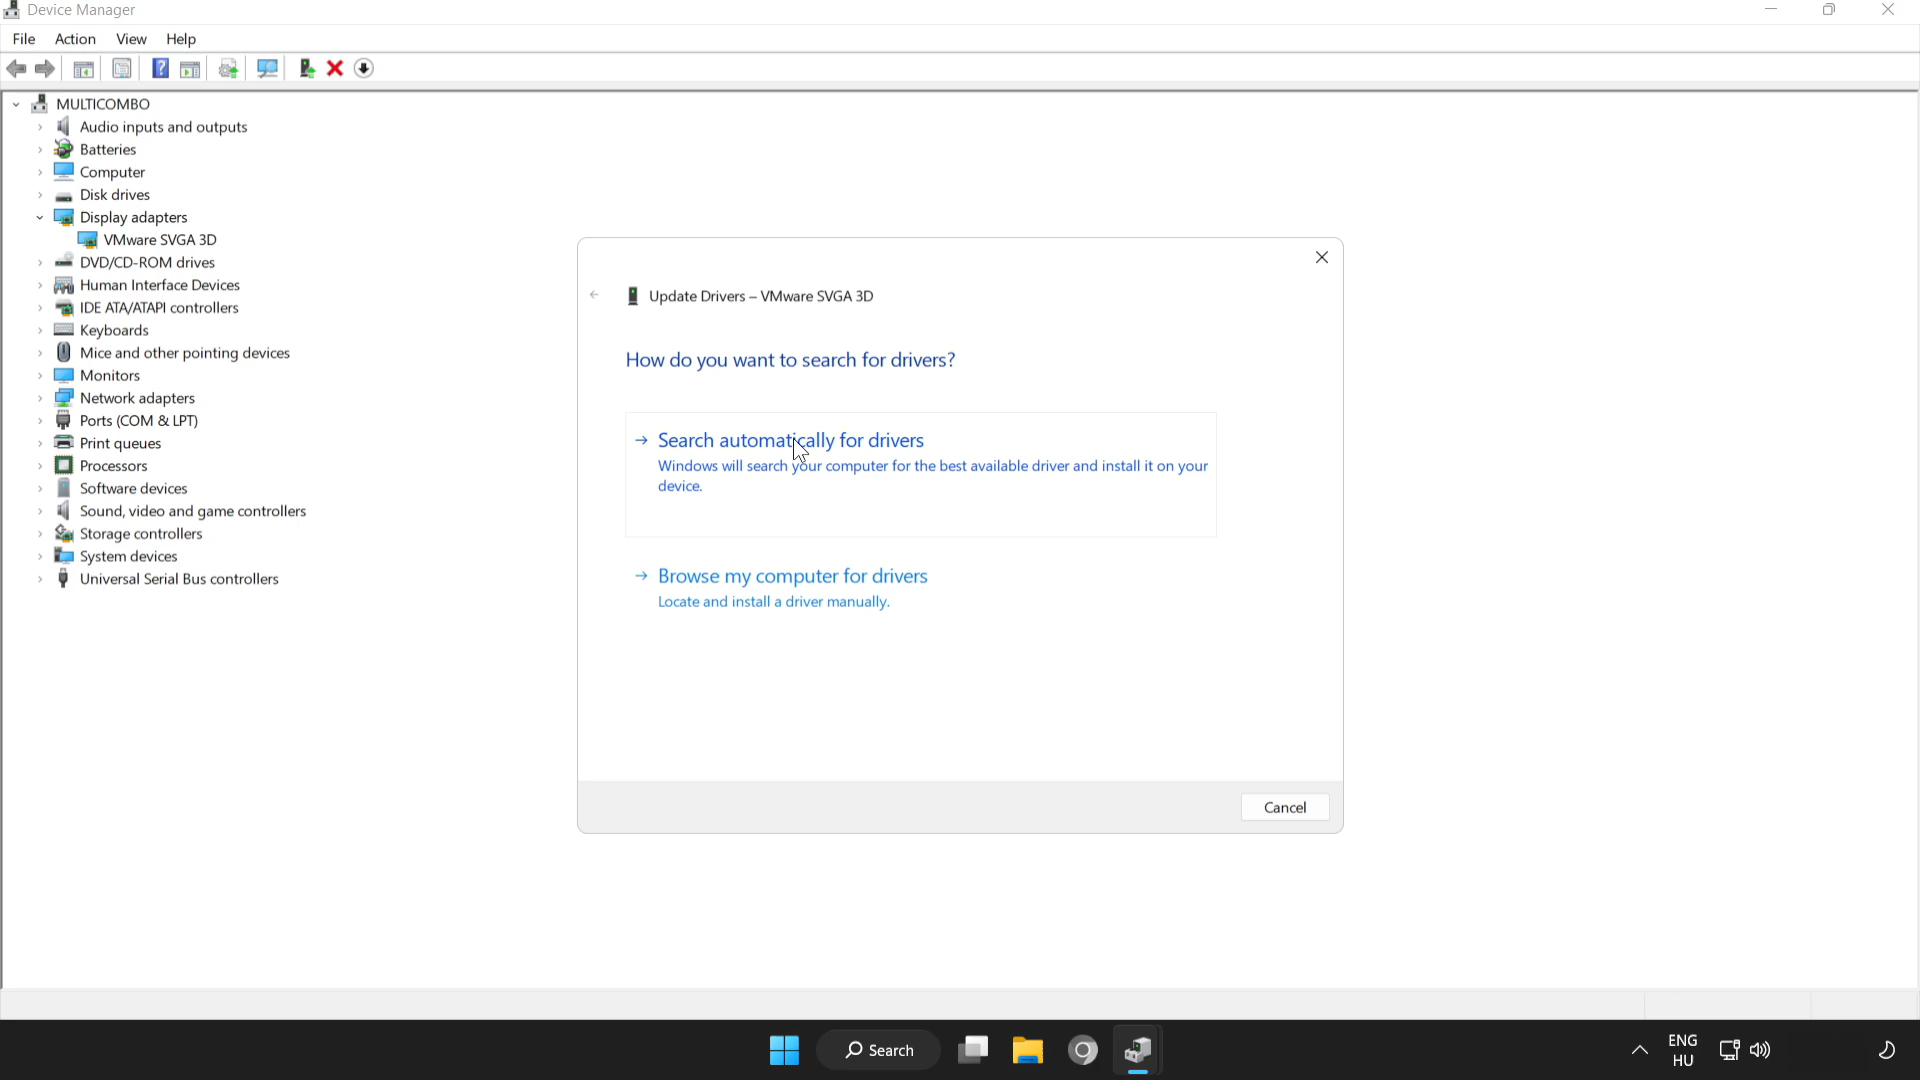 Device Manager
File Action View Help
MULTICOMBO
Audio inputs and outputs
Batteries
Computer
Disk drives
Display adapters
VMware SVGA 3D
DVD/CD-ROM drives
Human Interface Devices
IDE ATA/ATAPI controllers
Keyboards
Mice and other pointing devices
Monitors
Network adapters
Ports (COM & LPT)
Print queues
Processors
Software devices
Sound, video and game controllers
Storage controllers
System devices
Universal Serial Bus controllers
Update Drivers – VMware SVGA 3D
How do you want to search for drivers?
Search automatically for drivers
Windows will search your computer for the best available driver and install it on your
device.
Browse my computer for drivers
Locate and install a driver manually.
Cancel
Search
ENG
HU